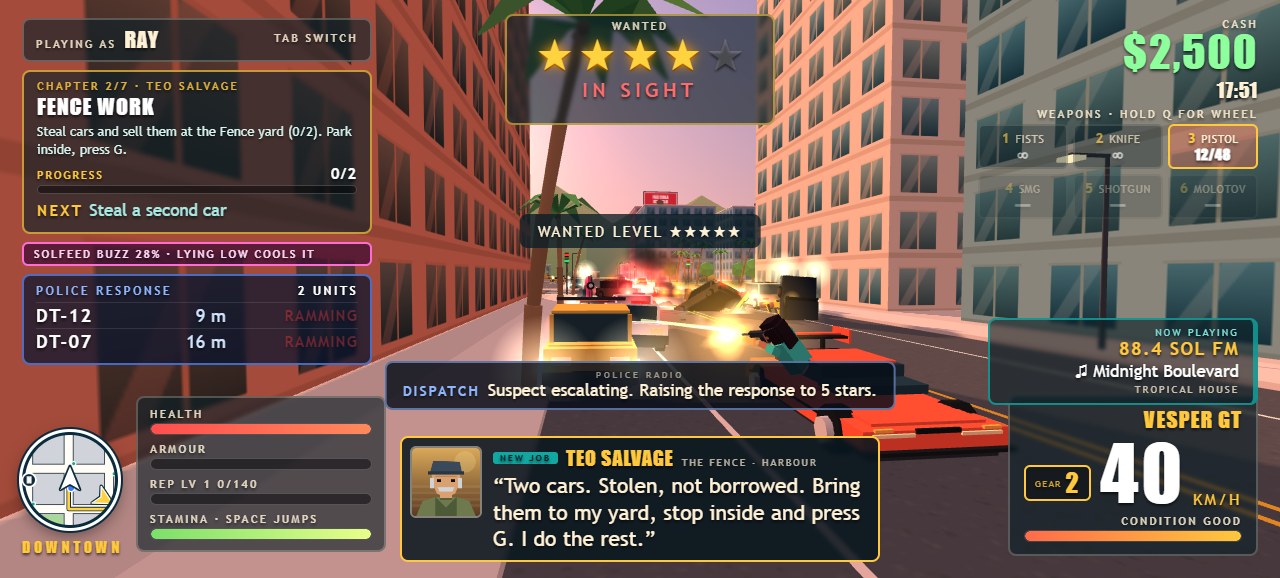 PLAYING AS RAY
TAB SWITCH
CHAPTER 2/7 · TEO SALVAGE
FENCE WORK
Steal cars and sell them at the Fence yard (0/2). Park
inside, press G.
PROGRESS 0/2
NEXT Steal a second car
SOLFEED BUZZ 28% · LYING LOW COOLS IT
POLICE RESPONSE 2 UNITS
DT-12 9 m RAMMING
DT-07 16 m RAMMING
HEALTH
ARMOUR
REP LV 1 0/140
STAMINA · SPACE JUMPS
DOWNTOWN
WANTED
IN SIGHT
WANTED LEVEL ★★★★★
POLICE RADIO
DISPATCH Suspect escalating. Raising the response to 5 stars.
NEW JOB TEO SALVAGE THE FENCE · HARBOUR
“Two cars. Stolen, not borrowed. Bring
them to my yard, stop inside and press
G. I do the rest.”
CASH
$2,500
17:51
WEAPONS · HOLD Q FOR WHEEL
1 FISTS ∞
2 KNIFE ∞
3 PISTOL 12/48
4 SMG —
5 SHOTGUN —
6 MOLOTOV —
NOW PLAYING
88.4 SOL FM
♫ Midnight Boulevard
TROPICAL HOUSE
VESPER GT
GEAR 2 40 KM/H
CONDITION GOOD